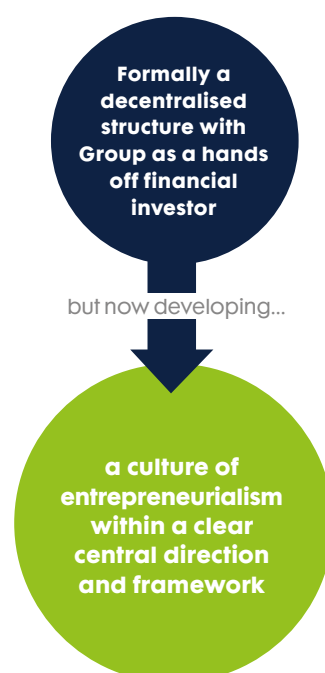 Formally a
decentralised
structure with
Group as a hands
off financial
investor
but now developing...
a culture of
entrepreneurialism
within a clear
central direction
and framework